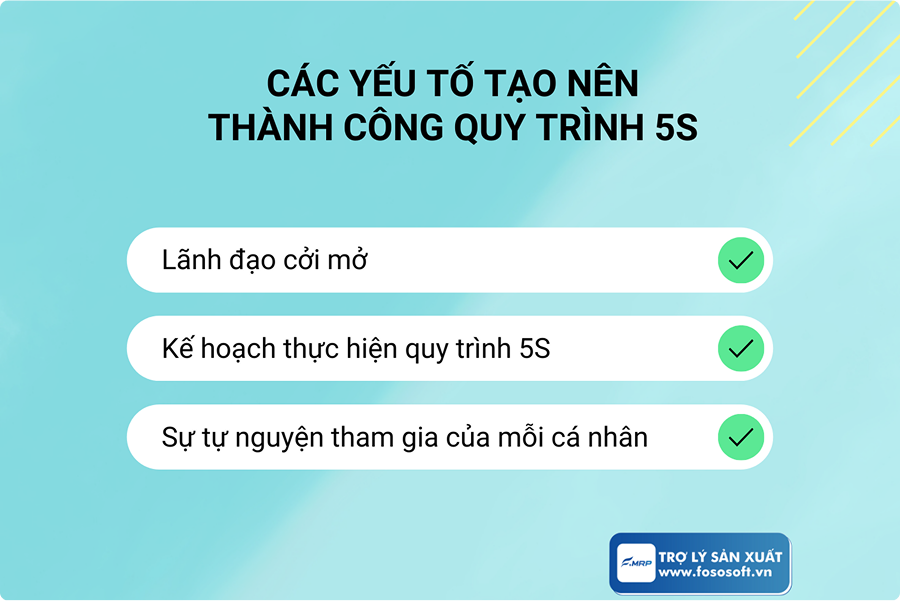 CÁC YẾU TỐ TẠO NÊN
THÀNH CÔNG QUY TRÌNH 5S
Lãnh đạo cởi mở
Kế hoạch thực hiện quy trình 5S
Sự tự nguyện tham gia của mỗi cá nhân
F.MRP
TRỢ LÝ SẢN XUẤT
www.fososoft.vn